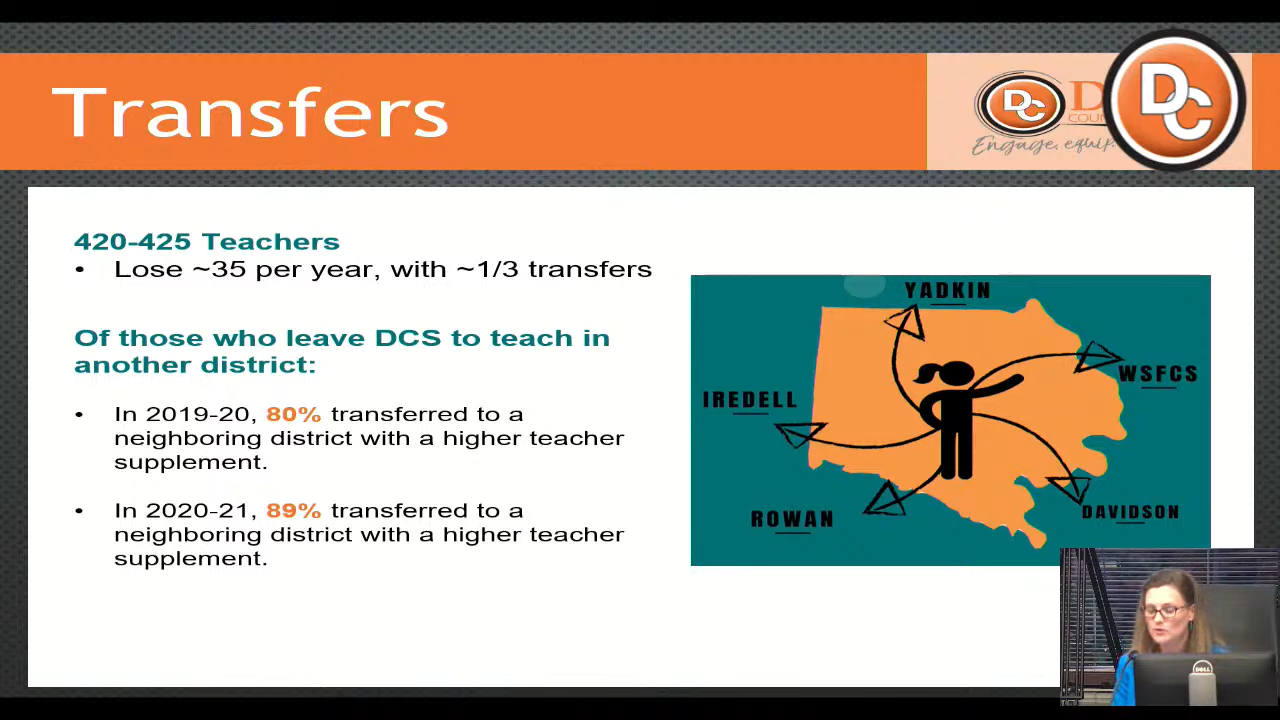 Transfers
DC
DC
Engage. equip.
420-425 Teachers
• Lose ~35 per year, with ~1/3 transfers
Of those who leave DCS to teach in
another district:
• In 2019-20, 80% transferred to a
neighboring district with a higher teacher
supplement.
• In 2020-21, 89% transferred to a
neighboring district with a higher teacher
supplement.
YADKIN
WSFCS
IREDELL
ROWAN
DAVIDSON
DELL